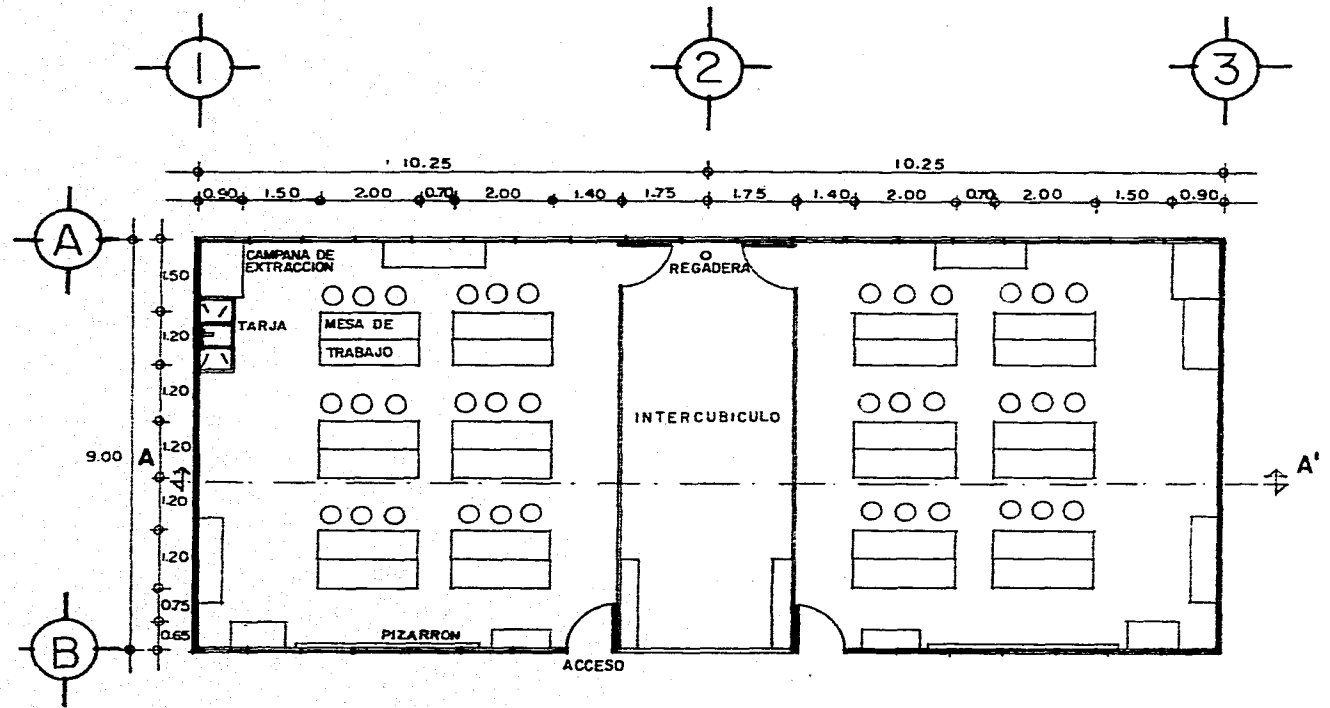 1 2 3
10.25 10.25
0.90 1.50 2.00 0.70 2.00 1.40 1.75 1.75 1.40 2.00 0.70 2.00 1.50 0.90
A
1.50
CAMPANA DE
EXTRACCION
REGADERA
TARJA
1.20
MESA DE
TRABAJO
1.20
INTERCUBICULO
1.20
9.00
A
A'
1.20
1.20
0.75
0.65
PIZARRON
B
ACCESO